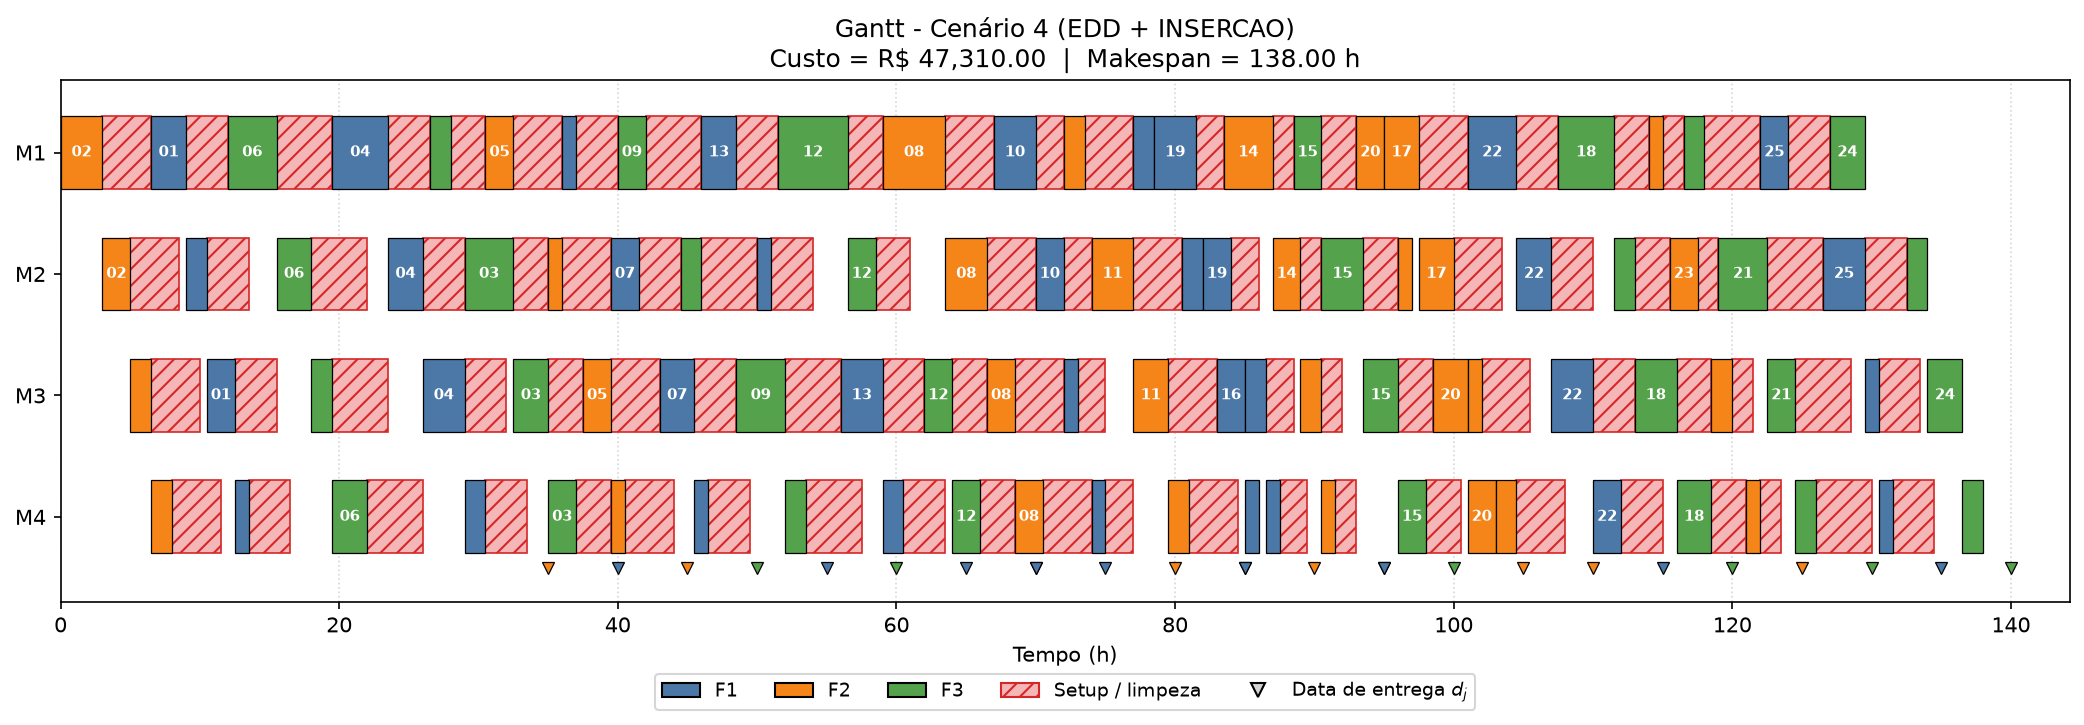 Gantt - Cenário 4 (EDD + INSERCAO)
Custo = R$ 47,310.00 | Makespan = 138.00 h
M1 02 01 06 04 05 09 13 12 08 10 19 14 15 20 17 22 18 25 24
M2 02 06 04 03 07 12 08 10 11 19 14 15 17 22 23 21 25
M3 01 04 03 05 07 09 13 12 08 11 16 15 20 22 18 21 24
M4 06 03 12 08 15 20 22 18
0 20 40 60 80 100 120 140
Tempo (h)
F1 F2 F3 Setup / limpeza Data de entrega dj